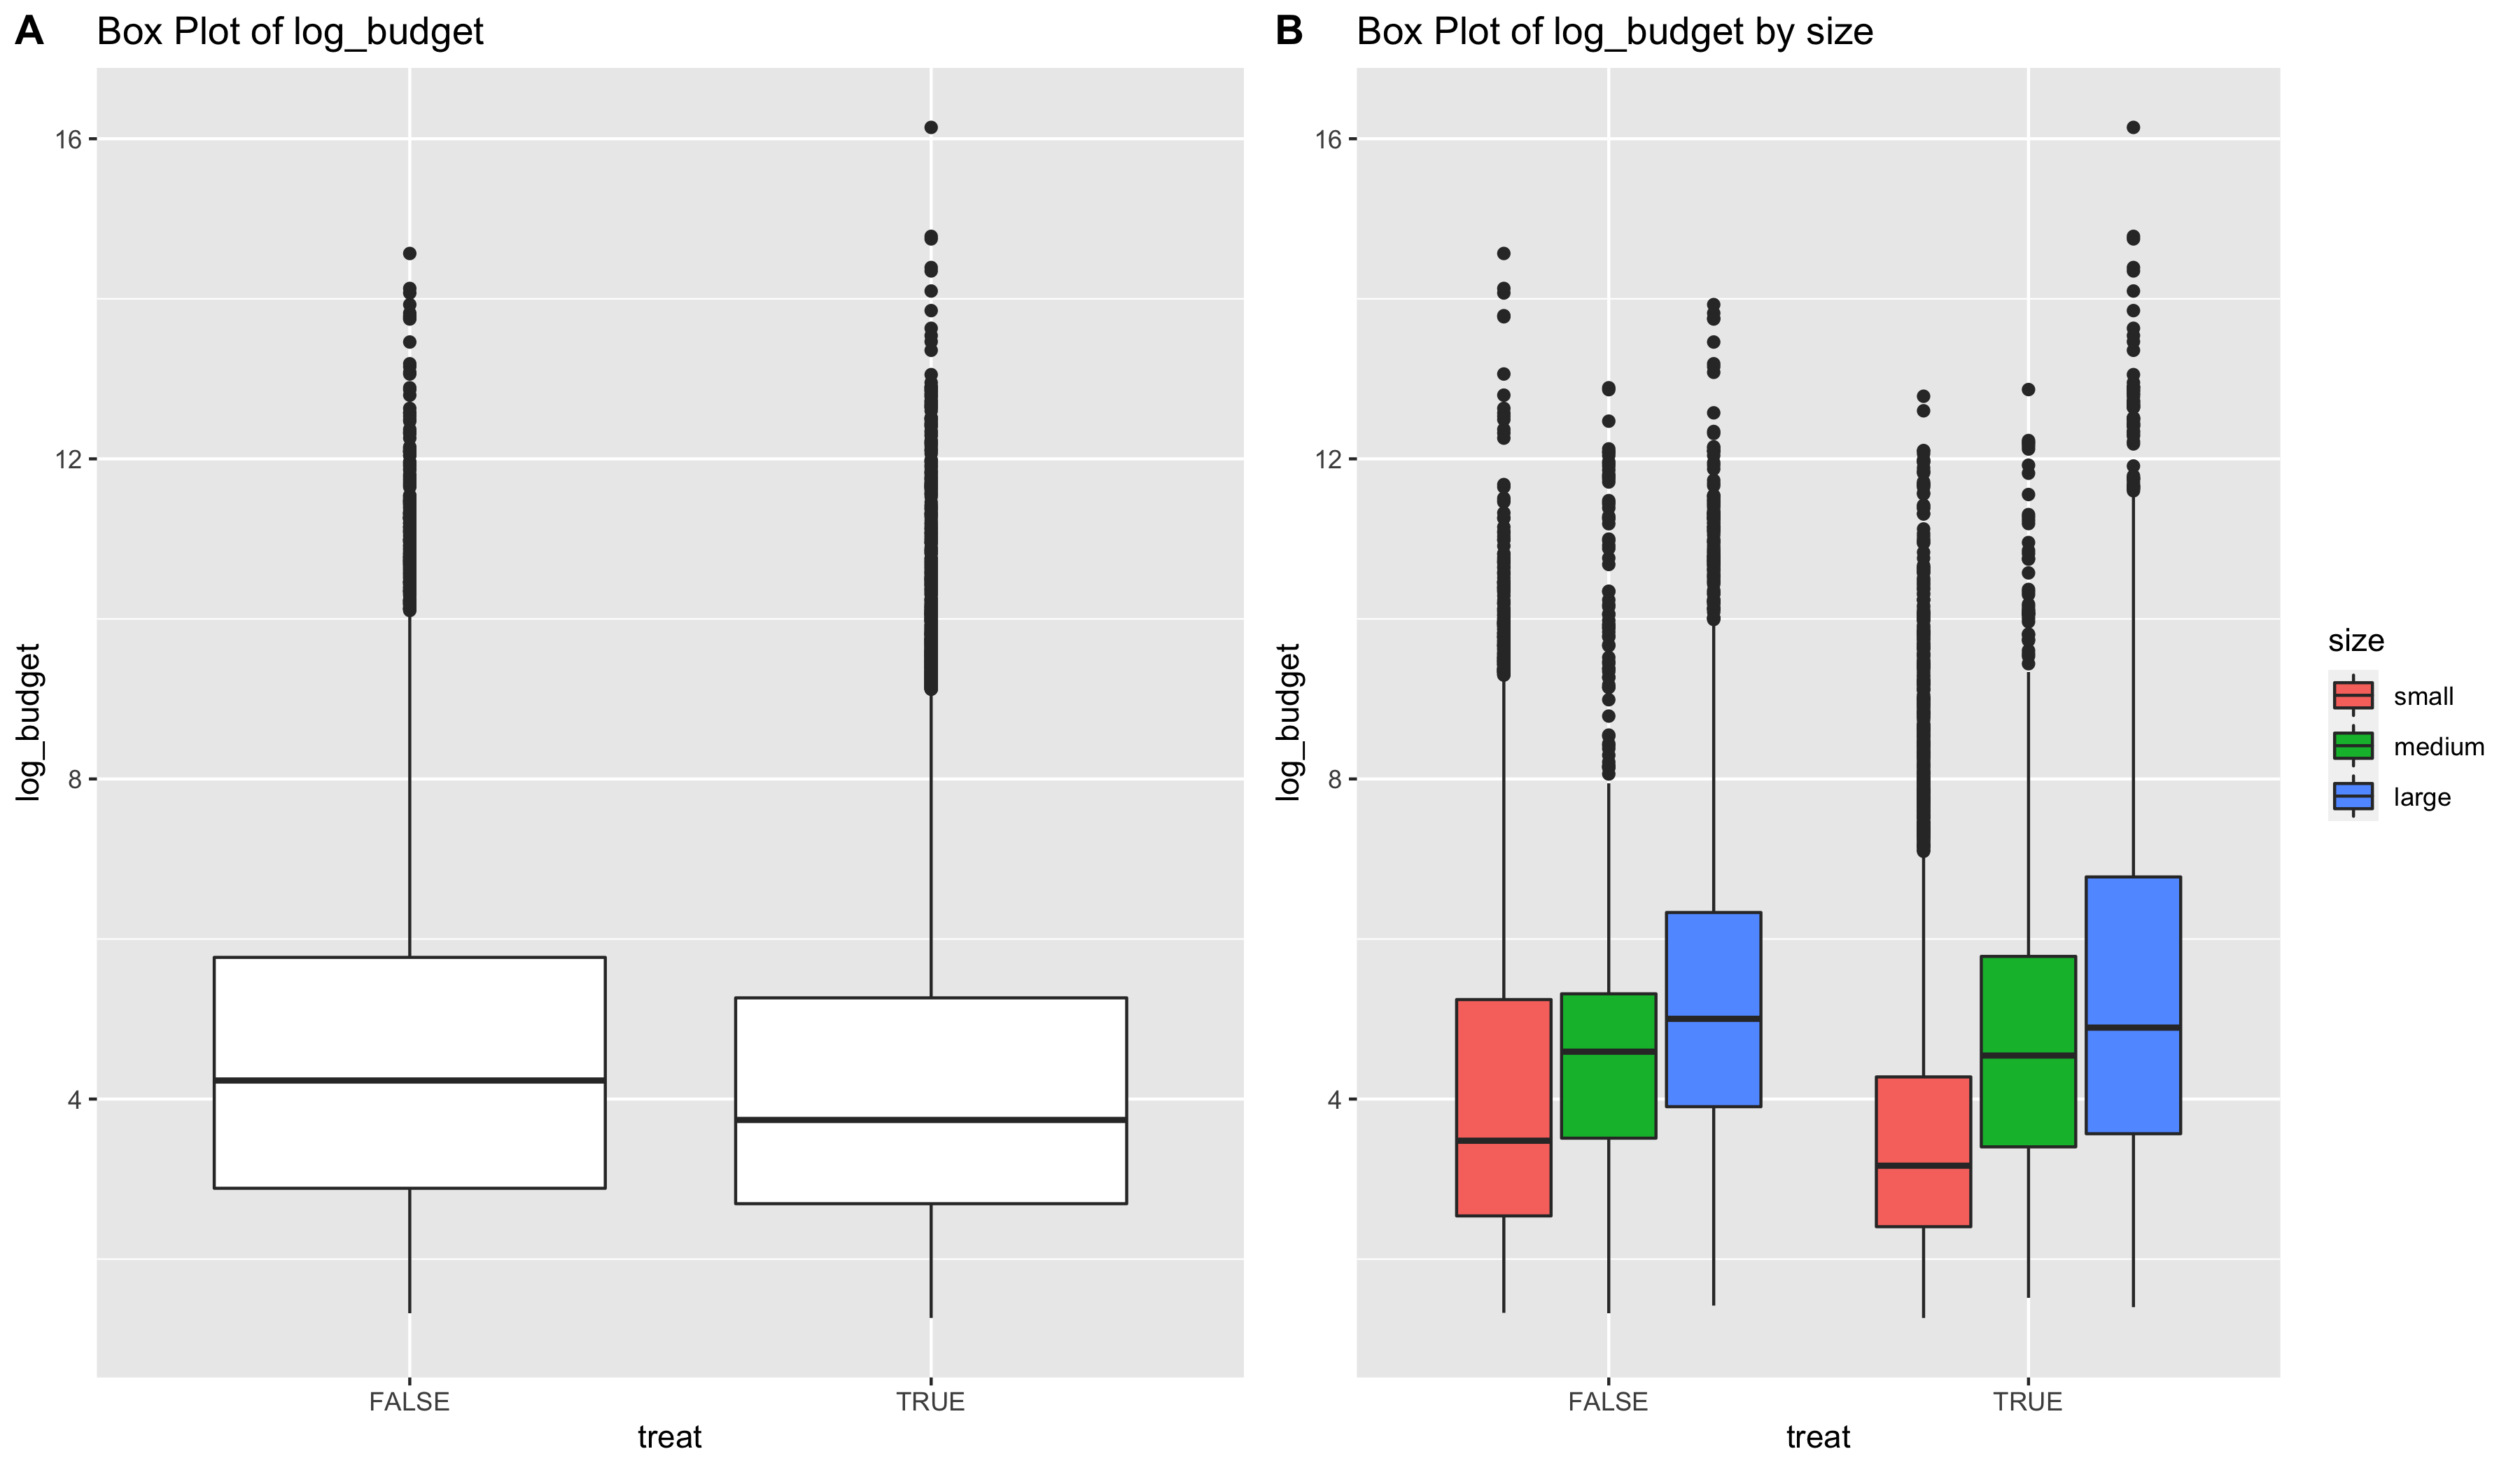 A Box Plot of log_budget
16
12
8
4
log_budget
FALSE TRUE
treat
B Box Plot of log_budget by size
16
12
8
4
log_budget
FALSE TRUE
treat
size
small
medium
large